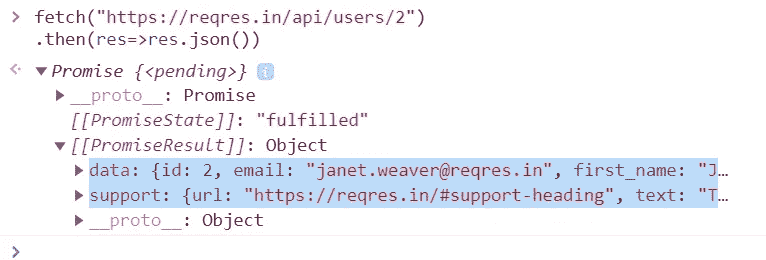 > fetch("https://reqres.in/api/users/2")
.then(res=>res.json())
<· ▼Promise {<pending>} i
▶__proto__: Promise
[[PromiseState]]: "fulfilled"
▼[[PromiseResult]]: Object
▶data: {id: 2, email: "janet.weaver@reqres.in", first_name: "J…
▶support: {url: "https://reqres.in/#support-heading", text: "T…
▶__proto__: Object
>